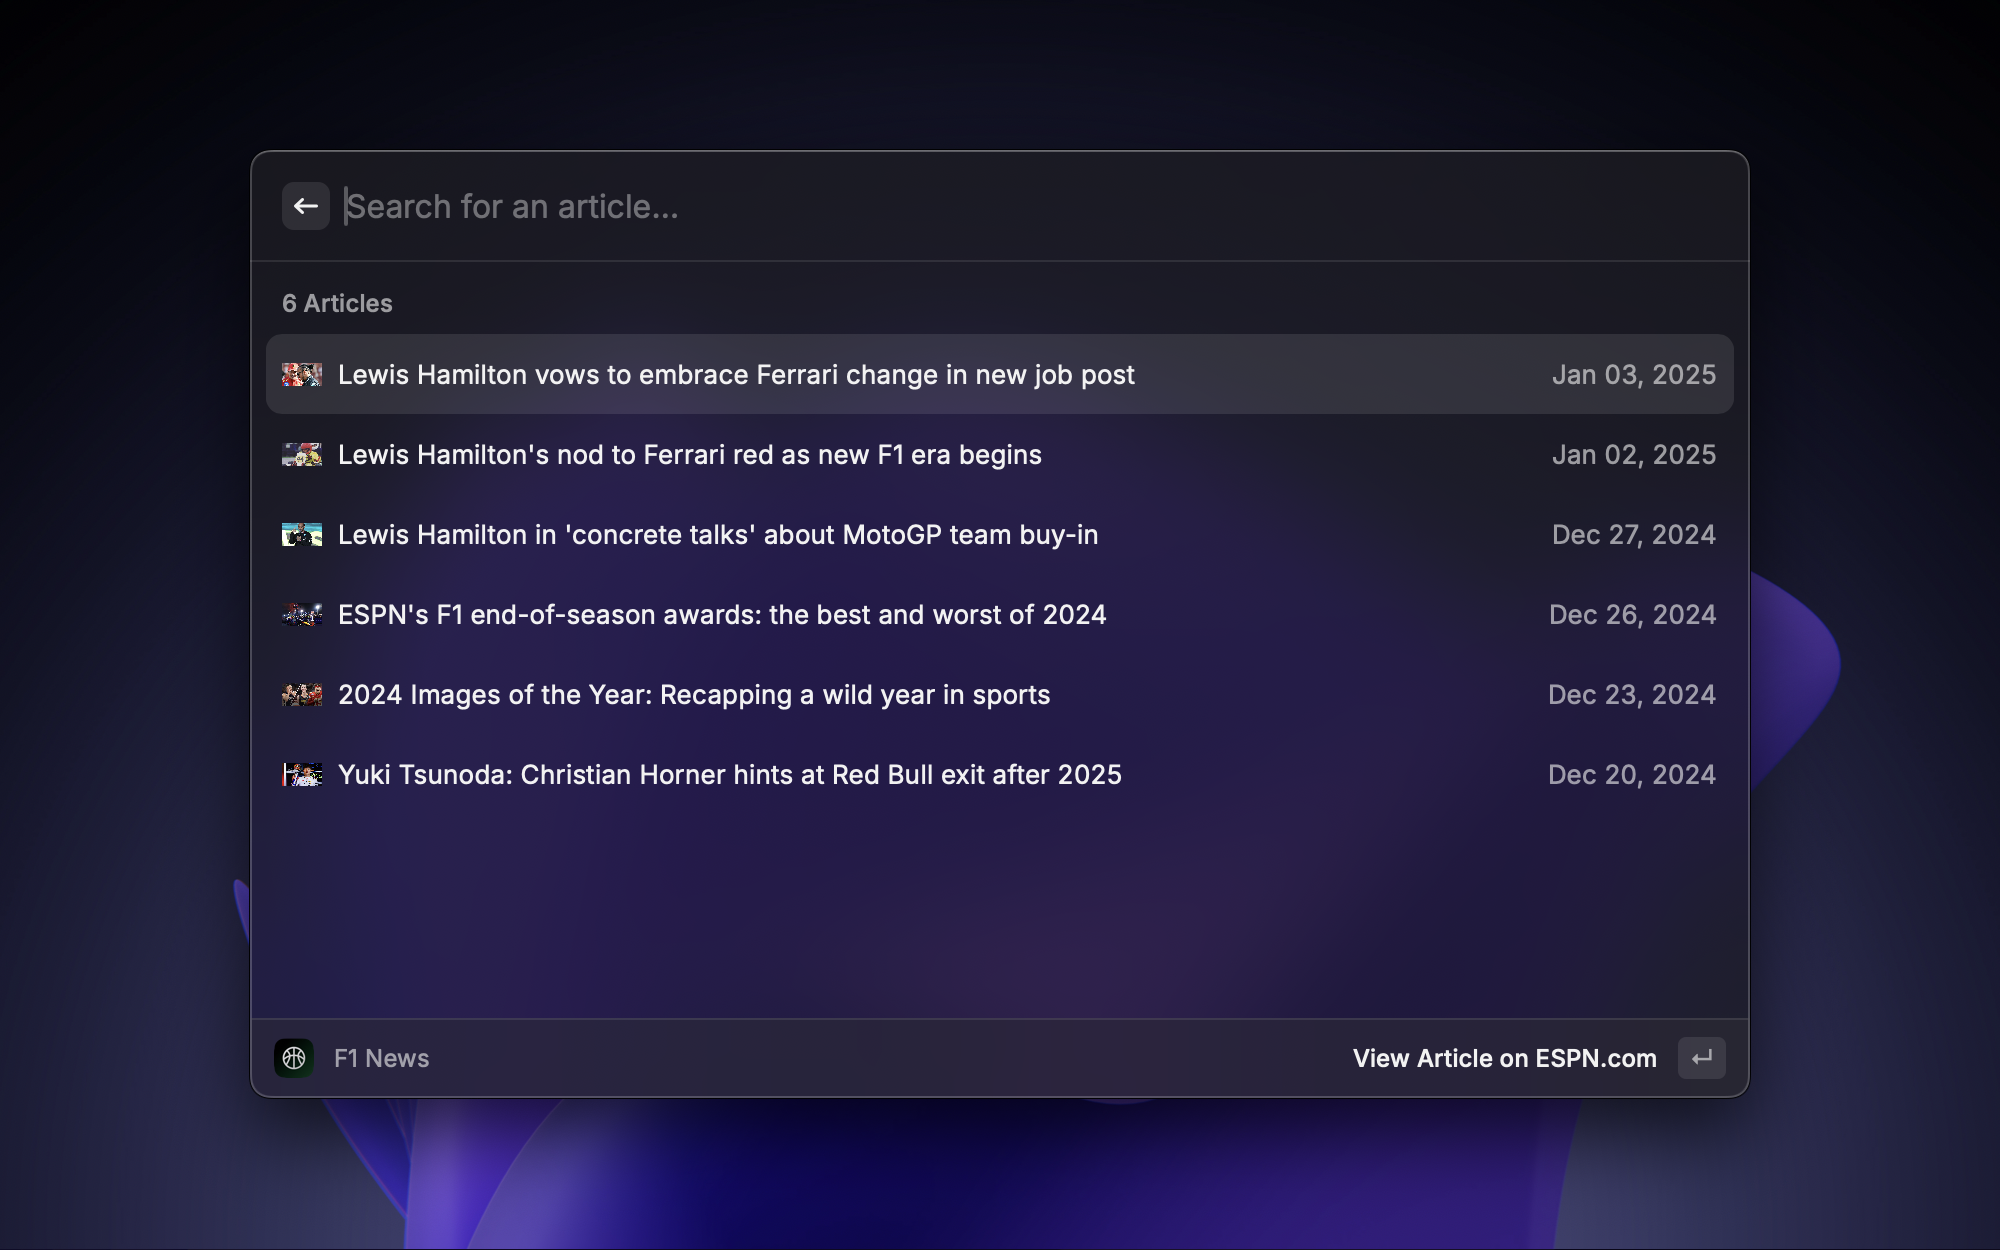 Search for an article...
6 Articles
Lewis Hamilton vows to embrace Ferrari change in new job post Jan 03, 2025
Lewis Hamilton's nod to Ferrari red as new F1 era begins Jan 02, 2025
Lewis Hamilton in 'concrete talks' about MotoGP team buy-in Dec 27, 2024
ESPN's F1 end-of-season awards: the best and worst of 2024 Dec 26, 2024
2024 Images of the Year: Recapping a wild year in sports Dec 23, 2024
Yuki Tsunoda: Christian Horner hints at Red Bull exit after 2025 Dec 20, 2024
F1 News View Article on ESPN.com